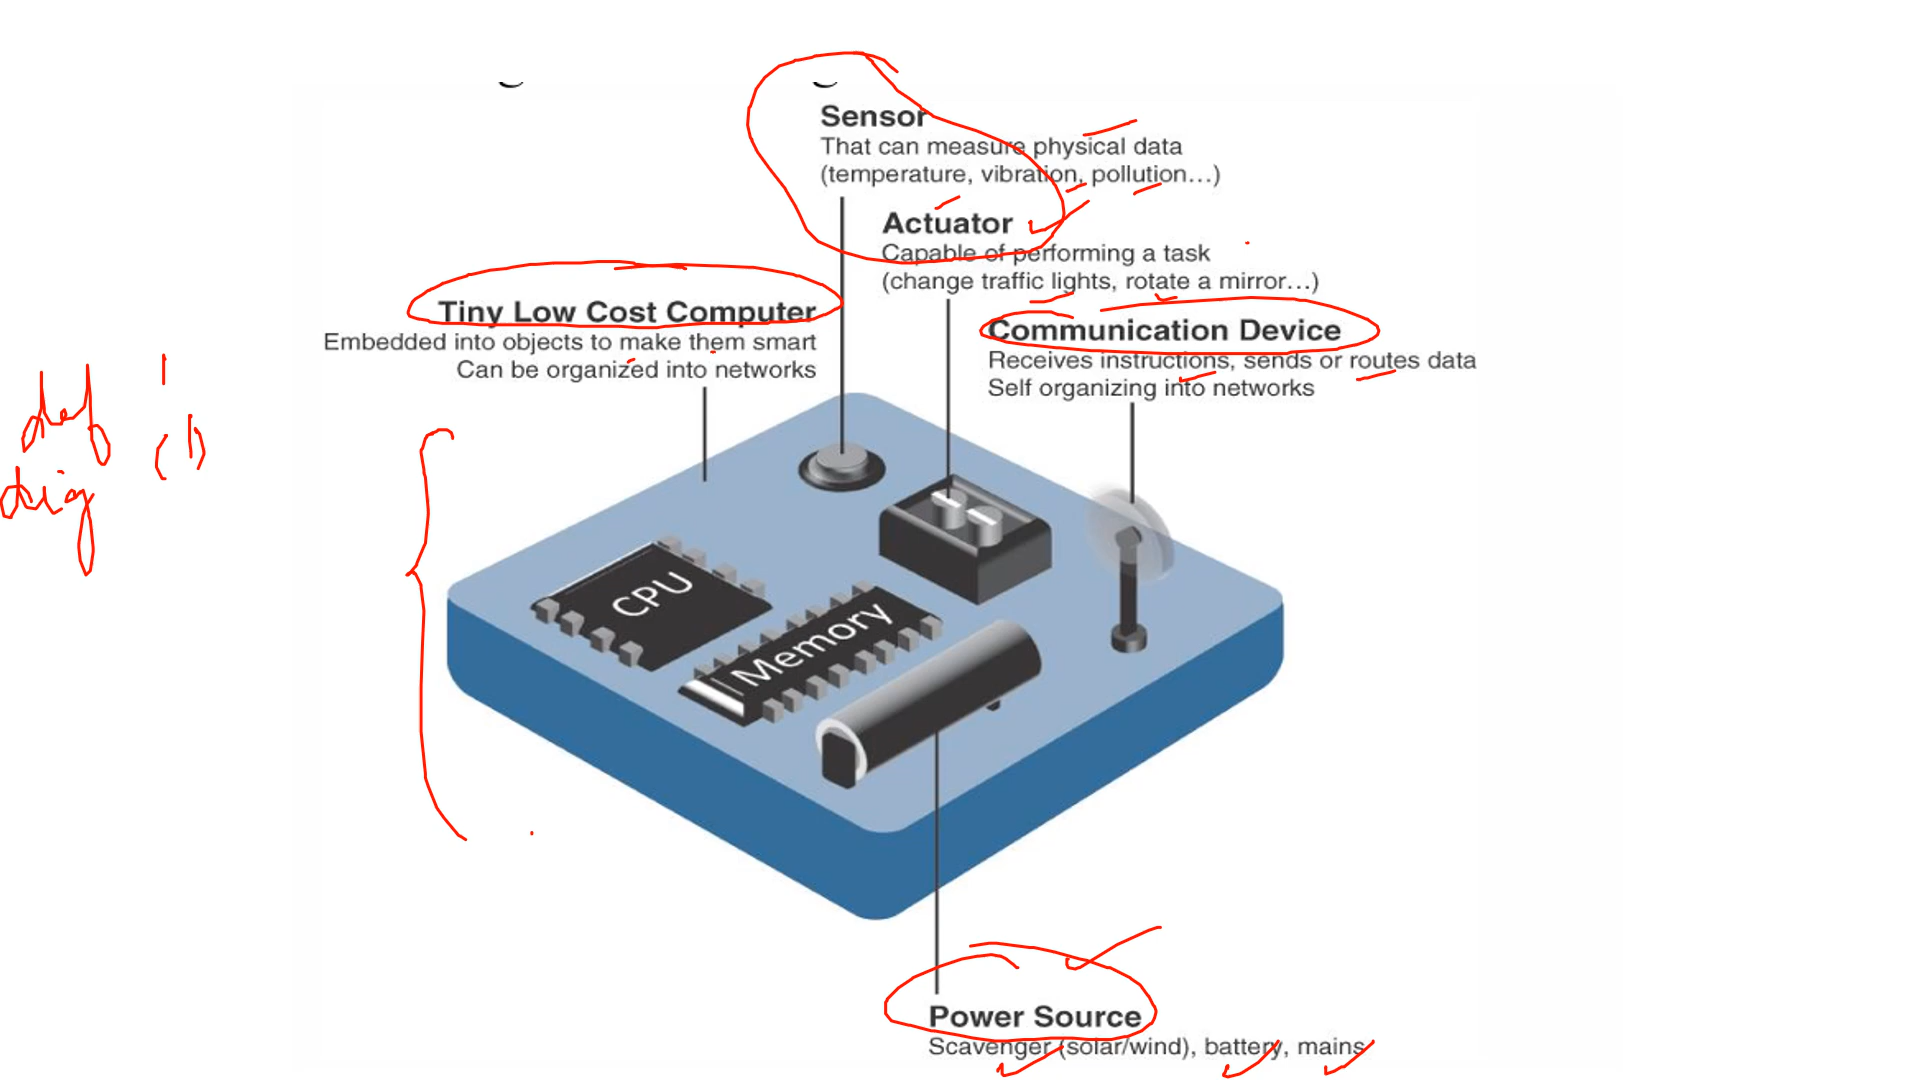 Sensor
That can measure physical data
(temperature, vibration, pollution...)
Actuator
Capable of performing a task
(change traffic lights, rotate a mirror...)
Tiny Low Cost Computer
Embedded into objects to make them smart
Can be organized into networks
Communication Device
Receives instructions, sends or routes data
Self organizing into networks
def
dig
CPU
Memory
Power Source
Scavenger (solar/wind), battery, mains